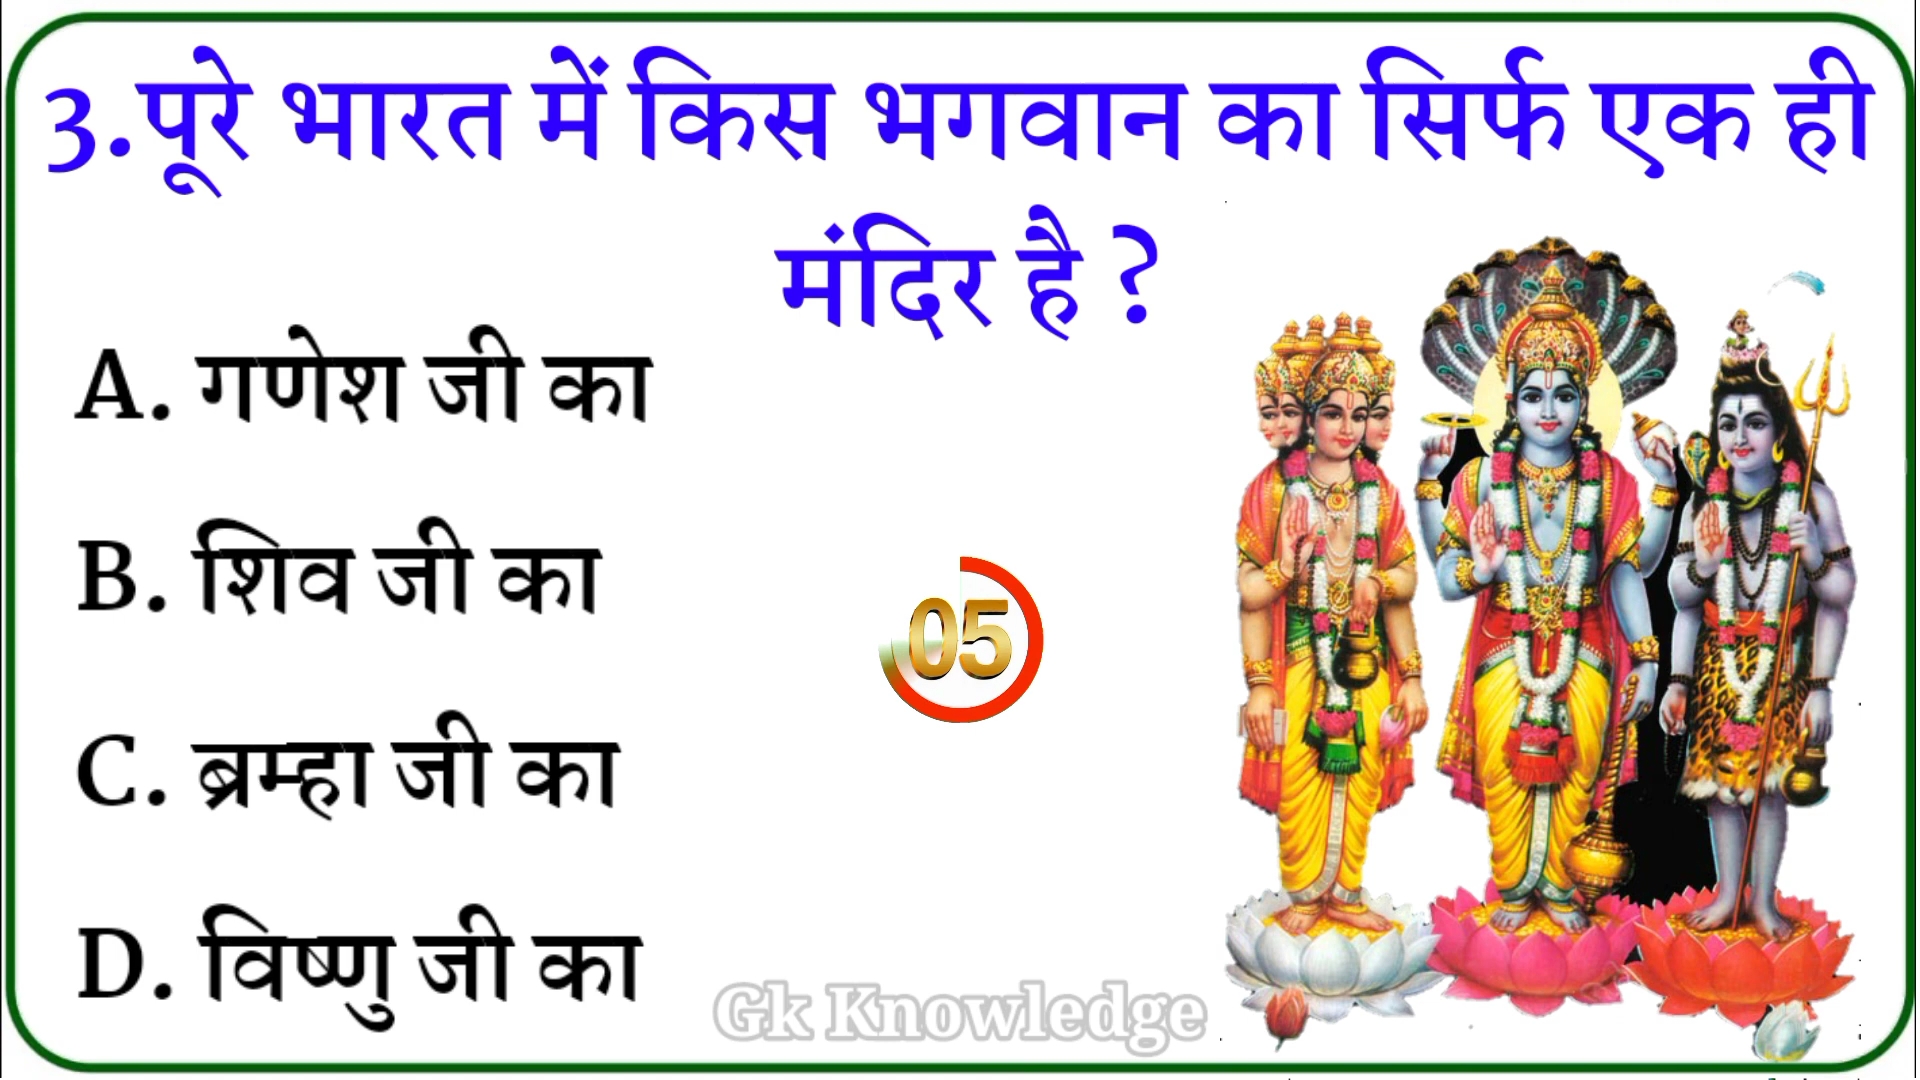 3.पूरे भारत में किस भगवान का सिर्फ एक ही
मंदिर है ?
A. गणेश जी का
B. शिव जी का
05
C. ब्रम्हा जी का
D. विष्णु जी का
Gk Knowledge